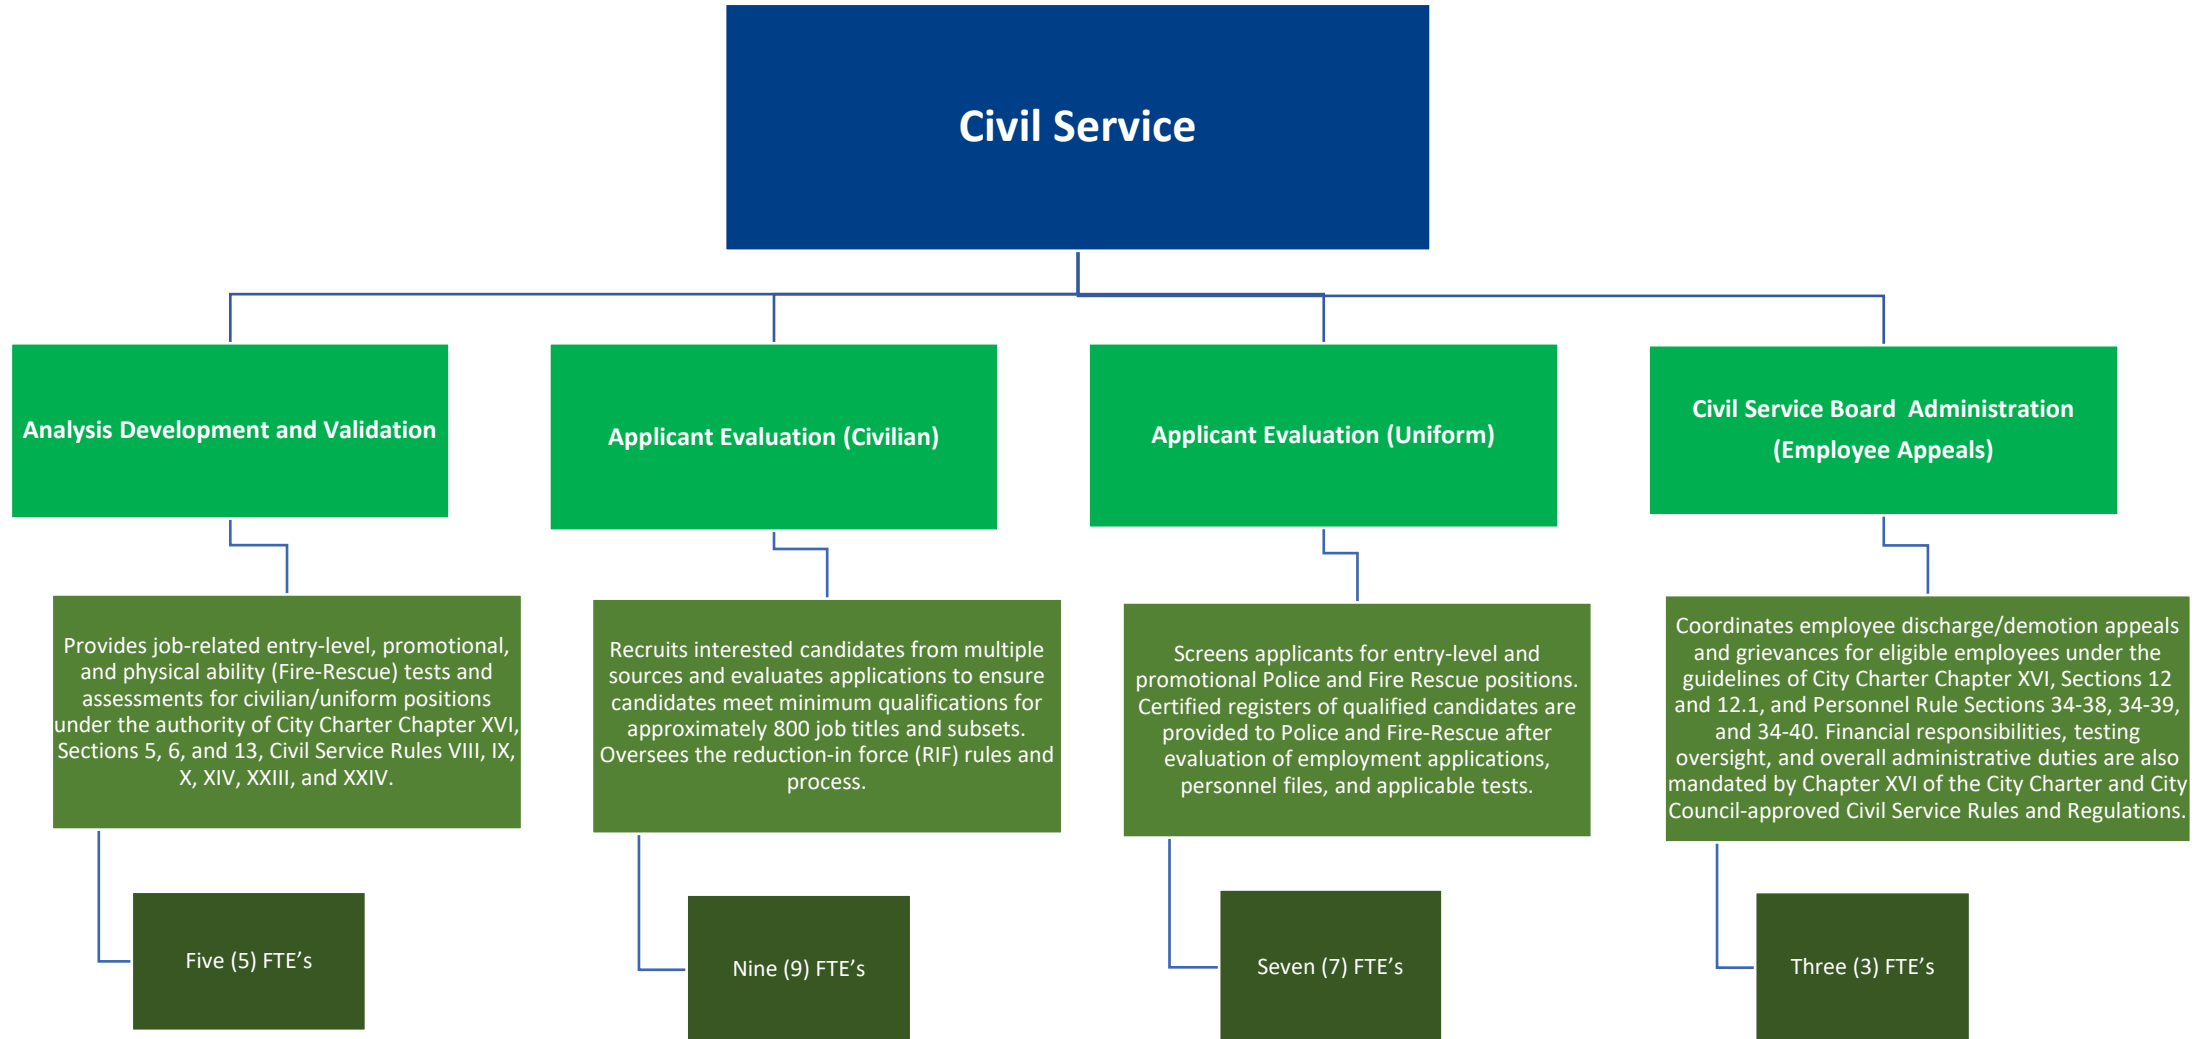 Civil Service
Analysis Development and Validation
Applicant Evaluation (Civilian)
Applicant Evaluation (Uniform)
Civil Service Board  Administration
(Employee Appeals)
Provides job-related entry-level, promotional,
and physical ability (Fire-Rescue) tests and
assessments for civilian/uniform positions
under the authority of City Charter Chapter XVI,
Sections 5, 6, and 13, Civil Service Rules VIII, IX,
X, XIV, XXIII, and XXIV.
Recruits interested candidates from multiple
sources and evaluates applications to ensure
candidates meet minimum qualifications for
approximately 800 job titles and subsets.
Oversees the reduction-in force (RIF) rules and
process.
Screens applicants for entry-level and
promotional Police and Fire Rescue positions.
Certified registers of qualified candidates are
provided to Police and Fire-Rescue after
evaluation of employment applications,
personnel files, and applicable tests.
Coordinates employee discharge/demotion appeals
and grievances for eligible employees under the
guidelines of City Charter Chapter XVI, Sections 12
and 12.1, and Personnel Rule Sections 34-38, 34-39,
and 34-40. Financial responsibilities, testing
oversight, and overall administrative duties are also
mandated by Chapter XVI of the City Charter and City
Council-approved Civil Service Rules and Regulations.
Five (5) FTE’s
Nine (9) FTE’s
Seven (7) FTE’s
Three (3) FTE’s